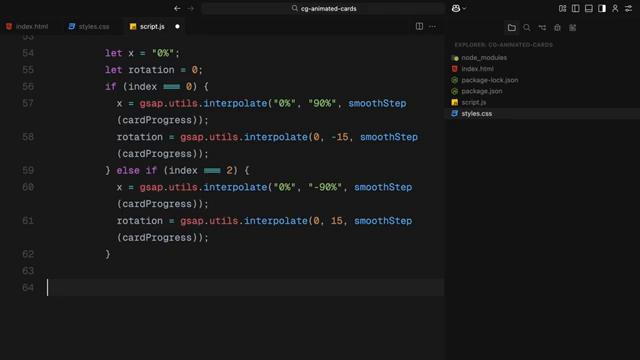 cg-animated-cards
index.html
styles.css
script.js
EXPLORER: CG-ANIMATED-CARDS
node_modules
index.html
package-lock.json
package.json
script.js
styles.css
53
54 let x = "0%";
55 let rotation = 0;
56 if (index === 0) {
57 x = gsap.utils.interpolate("0%", "90%", smoothStep
(cardProgress));
58 rotation = gsap.utils.interpolate(0, -15, smoothStep
(cardProgress));
59 } else if (index === 2) {
60 x = gsap.utils.interpolate("0%", "-90%", smoothStep
(cardProgress));
61 rotation = gsap.utils.interpolate(0, 15, smoothStep
(cardProgress));
62 }
63
64